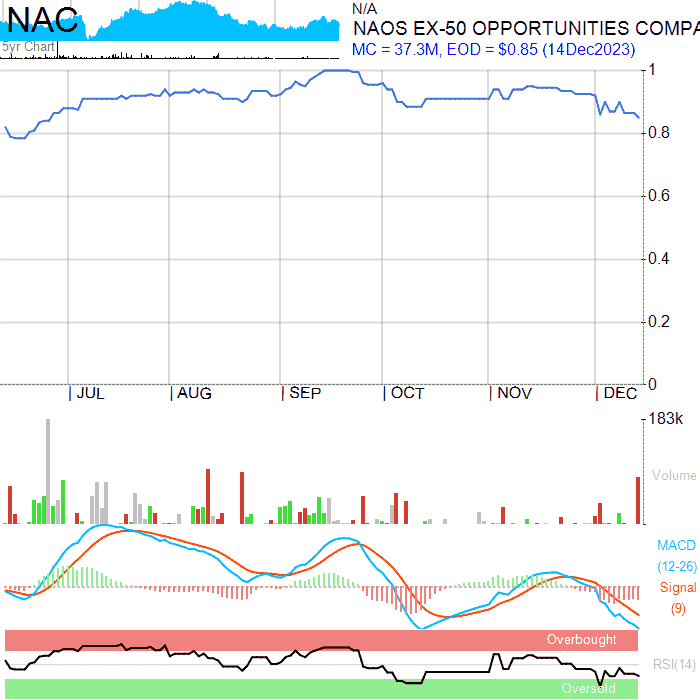 NAC
5yr Chart
N/A
NAOS EX-50 OPPORTUNITIES COMPA
MC = 37.3M, EOD = $0.85 (14Dec2023)
1
0.8
0.6
0.4
0.2
0
JUL AUG SEP OCT NOV DEC
183k
Volume
MACD
(12-26)
Signal
(9)
Overbought
RSI(14)
Oversold